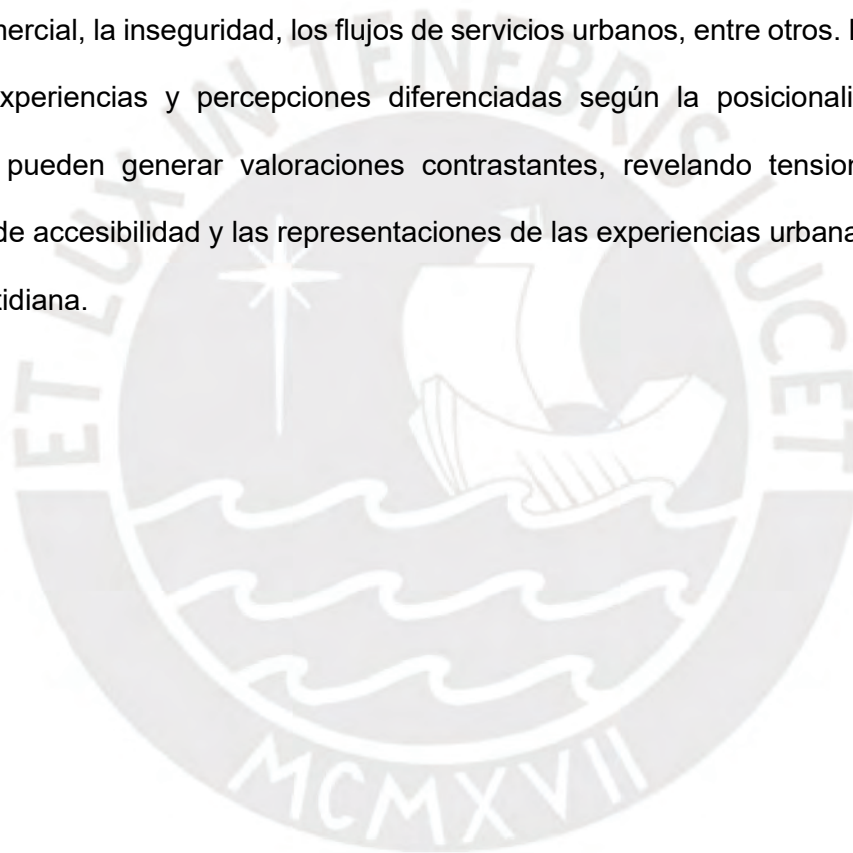 mercial, la inseguridad, los flujos de servicios urbanos, entre otros.
experiencias y percepciones diferenciadas según la posicionali
pueden generar valoraciones contrastantes, revelando tension
de accesibilidad y las representaciones de las experiencias urbana
tidiana.
ET LUX IN TENEBRIS LUCET
MCMXVII